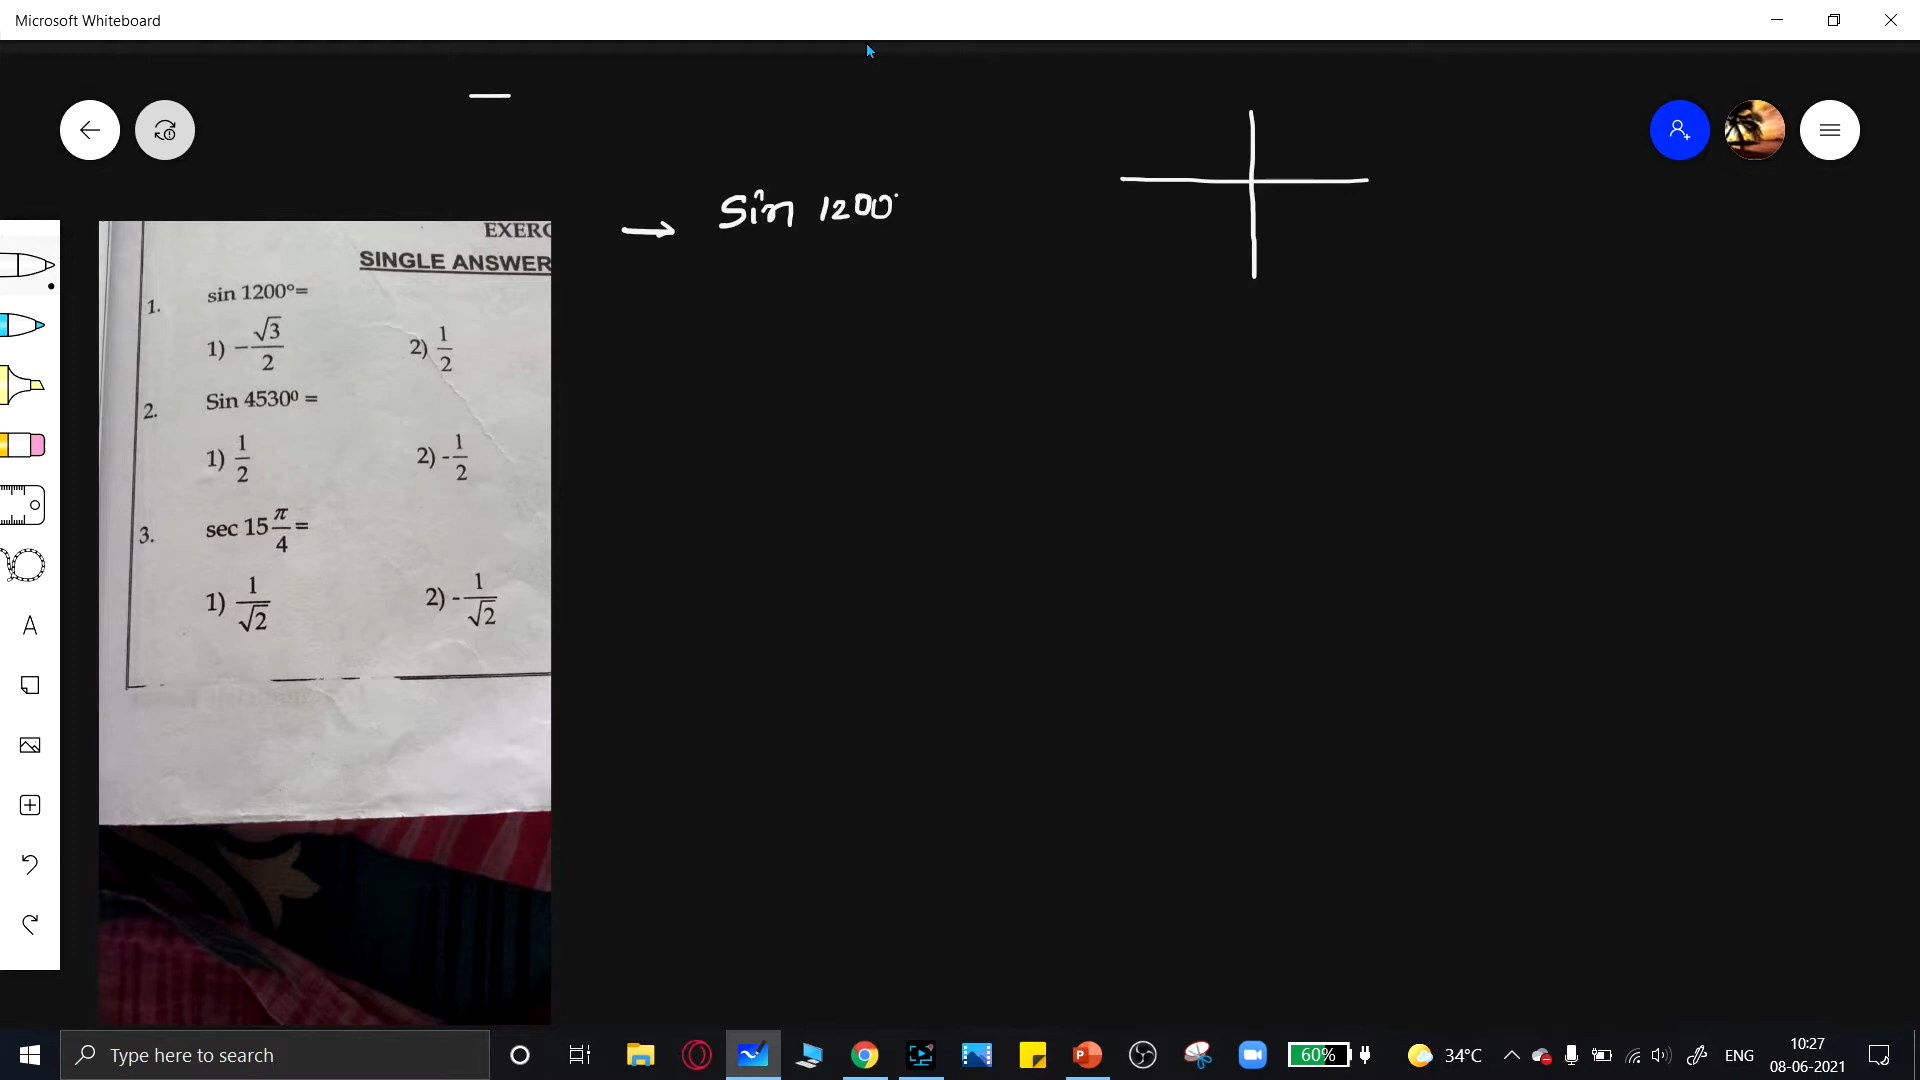 Microsoft Whiteboard
Sin 1200°
EXERC
SINGLE ANSWER
1. sin 1200°=
1) -√3/2 2) 1/2
2. Sin 4530⁰ =
1) 1/2 2) -1/2
3. sec 15 π/4 =
1) 1/√2 2) -1/√2
A
Type here to search
60%
34°C
ENG
10:27
08-06-2021